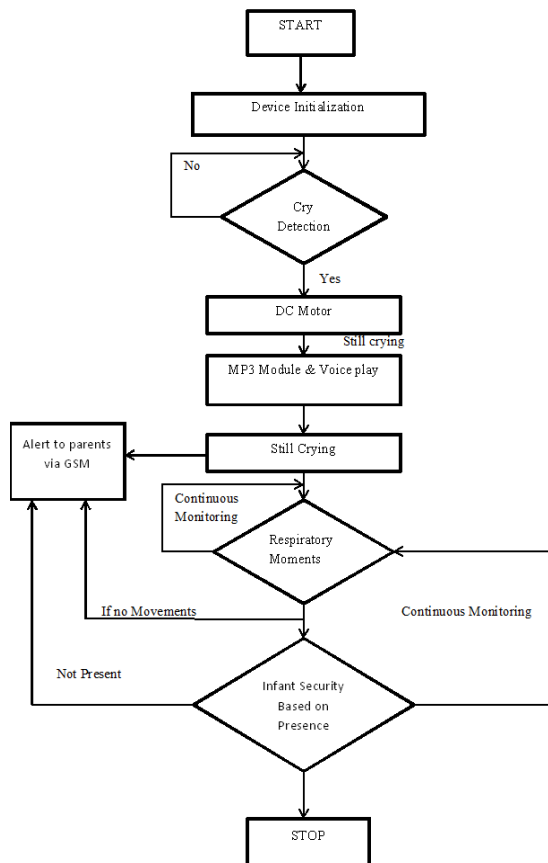 START
Device Initialization
No
Cry
Detection
Yes
DC Motor
Still crying
MP3 Module & Voice play
Alert to parents
via GSM
Still Crying
Continuous
Monitoring
Respiratory
Moments
If no Movements
Continuous Monitoring
Not Present
Infant Security
Based on
Presence
STOP